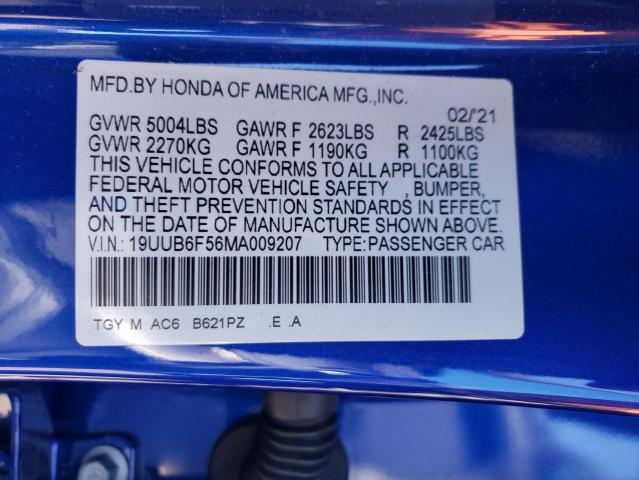 MFD.BY HONDA OF AMERICA MFG.,INC.
02/'21
GVWR 5004LBS GAWR F 2623LBS R 2425LBS
GVWR 2270KG GAWR F 1190KG R 1100KG
THIS VEHICLE CONFORMS TO ALL APPLICABLE
FEDERAL MOTOR VEHICLE SAFETY , BUMPER,
AND THEFT PREVENTION STANDARDS IN EFFECT
ON THE DATE OF MANUFACTURE SHOWN ABOVE.
V.I.N.: 19UUB6F56MA009207 TYPE:PASSENGER CAR
TGY M AC6 B621PZ .E .A